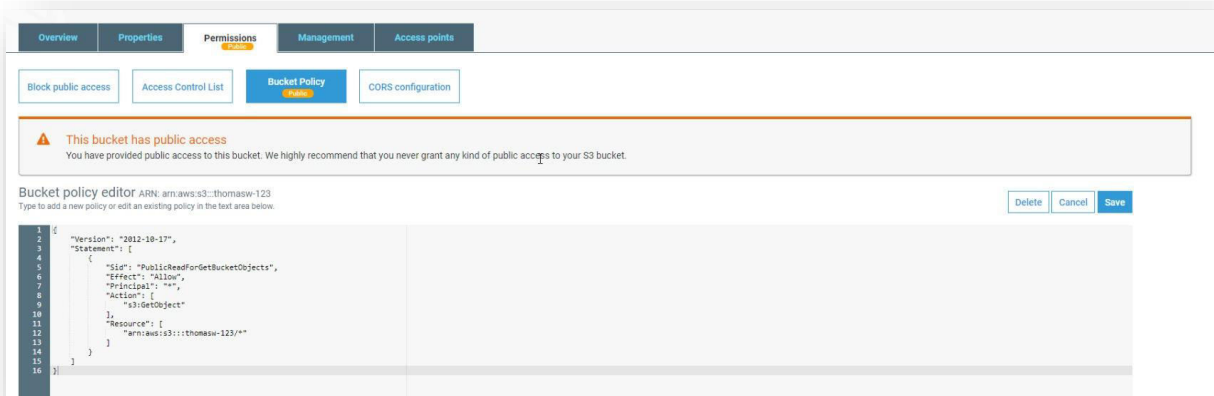 Overview Properties Permissions Management Access points
Public
Block public access Access Control List Bucket Policy CORS configuration
Public
This bucket has public access
You have provided public access to this bucket. We highly recommend that you never grant any kind of public access to your S3 bucket.
Bucket policy editor ARN: arn:aws:s3:::thomasw-123
Type to add a new policy or edit an existing policy in the text area below.
Delete Cancel Save
1 {
2 "Version": "2012-10-17",
3 "Statement": [
4 {
5 "Sid": "PublicReadForGetBucketObjects",
6 "Effect": "Allow",
7 "Principal": "*",
8 "Action": [
9 "s3:GetObject"
10 ],
11 "Resource": [
12 "arn:aws:s3:::thomasw-123/*"
13 ]
14 }
15 ]
16 }